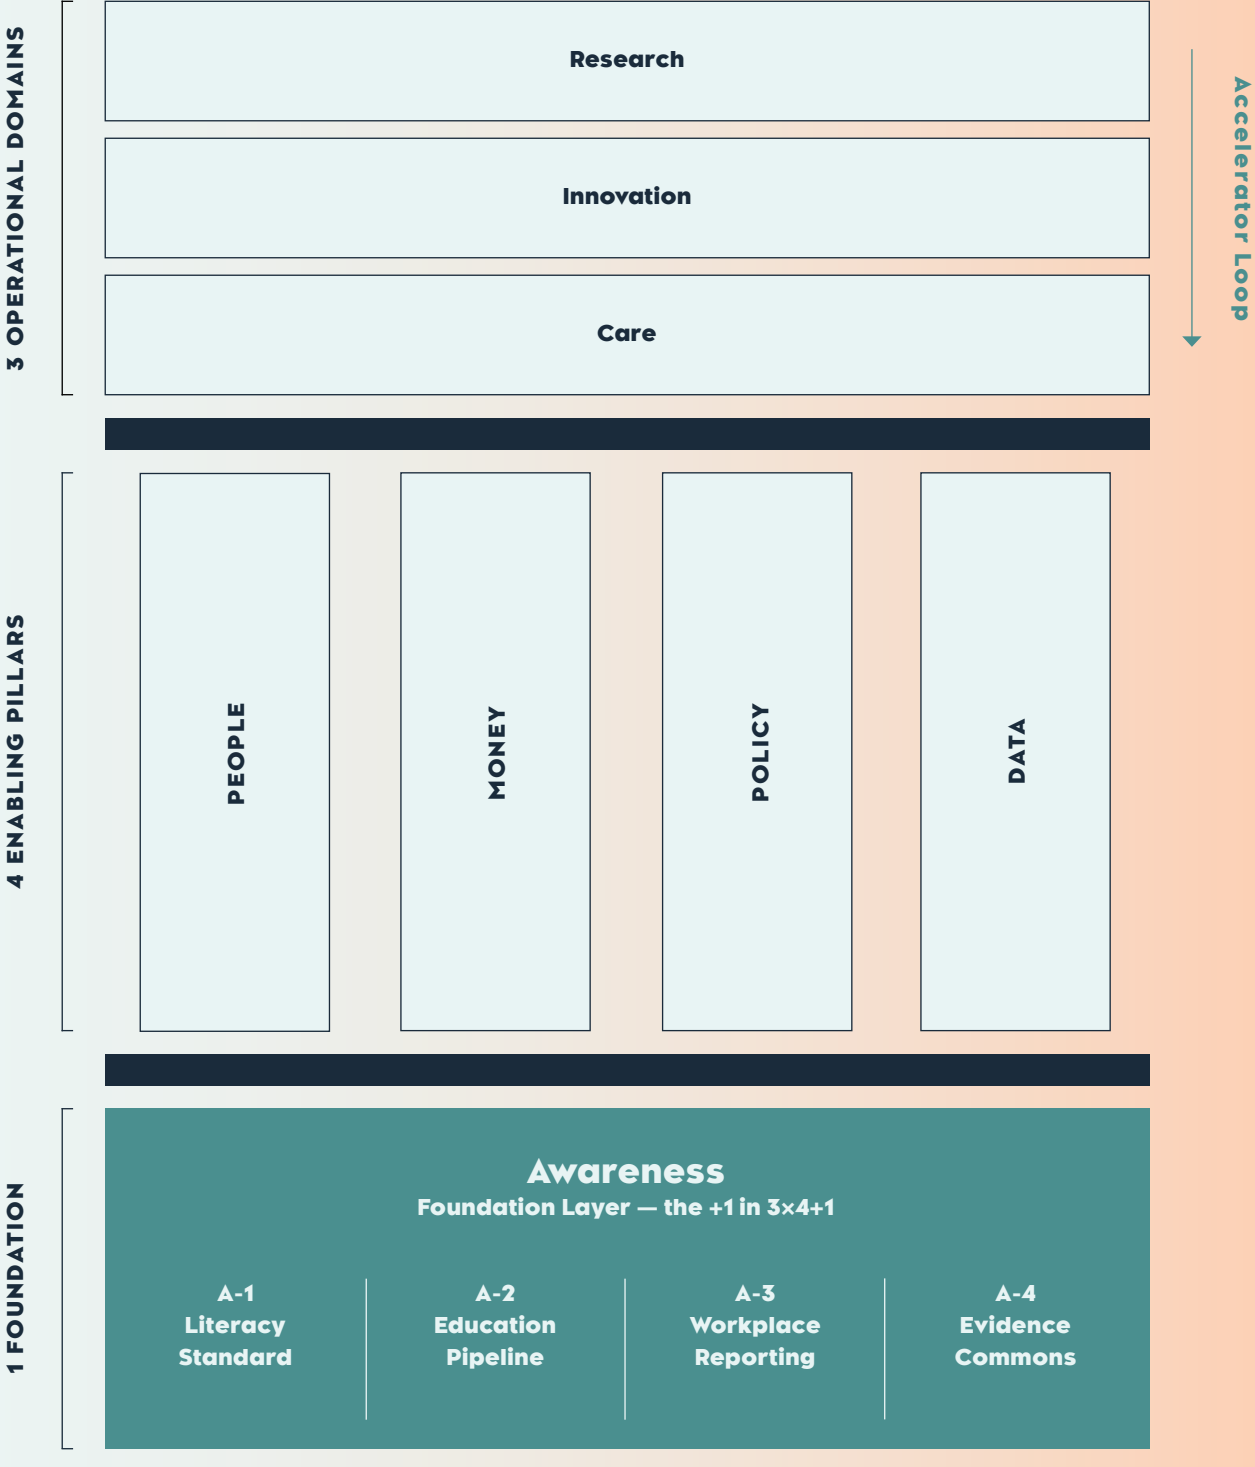 3 OPERATIONAL DOMAINS
Research
Innovation
Care
Accelerator Loop
4 ENABLING PILLARS
PEOPLE
MONEY
POLICY
DATA
1 FOUNDATION
Awareness
Foundation Layer — the +1 in 3×4+1
A-1
Literacy
Standard
A-2
Education
Pipeline
A-3
Workplace
Reporting
A-4
Evidence
Commons